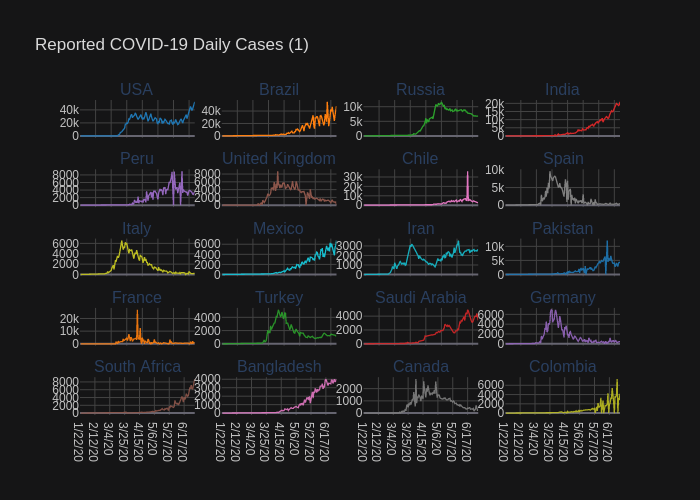 Reported COVID-19 Daily Cases (1)
USA Brazil Russia India
40k 20k 0 40k 20k 0 10k 5k 0 20k 15k 10k 5k 0
Peru United Kingdom Chile Spain
8000 6000 4000 2000 0 8000 6000 4000 2000 0 30k 20k 10k 0 10k 5k 0
Italy Mexico Iran Pakistan
6000 4000 2000 0 6000 4000 2000 0 3000 2000 1000 0 10k 5k 0
France Turkey Saudi Arabia Germany
20k 10k 0 4000 2000 0 4000 2000 0 6000 4000 2000 0
South Africa Bangladesh Canada Colombia
8000 6000 4000 2000 0 4000 3000 2000 1000 0 2000 1000 0 6000 4000 2000 0
1/22/20 2/12/20 3/4/20 3/25/20 4/15/20 5/6/20 5/27/20 6/17/20 1/22/20 2/12/20 3/4/20 3/25/20 4/15/20 5/6/20 5/27/20 6/17/20 1/22/20 2/12/20 3/4/20 3/25/20 4/15/20 5/6/20 5/27/20 6/17/20 1/22/20 2/12/20 3/4/20 3/25/20 4/15/20 5/6/20 5/27/20 6/17/20